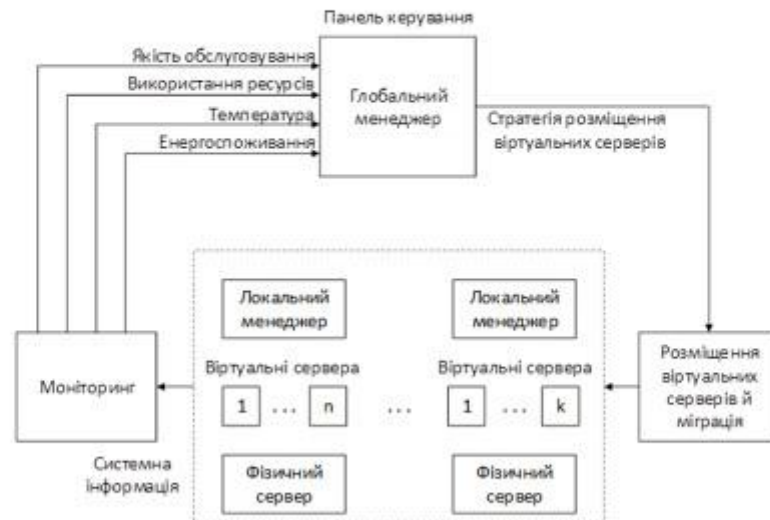 Панель керування
Якість обслуговування
Використання ресурсів
Температура
Енергоспоживання
Глобальний
менеджер
Стратегія розміщення
віртуальних серверів
Локальний
менеджер
Локальний
менеджер
Моніторинг
Віртуальні сервера
Віртуальні сервера
1 ... n ... 1 ... k
Розміщення
віртуальних
серверів й
міграція
Системна
інформація
Фізичний
сервер
Фізичний
сервер